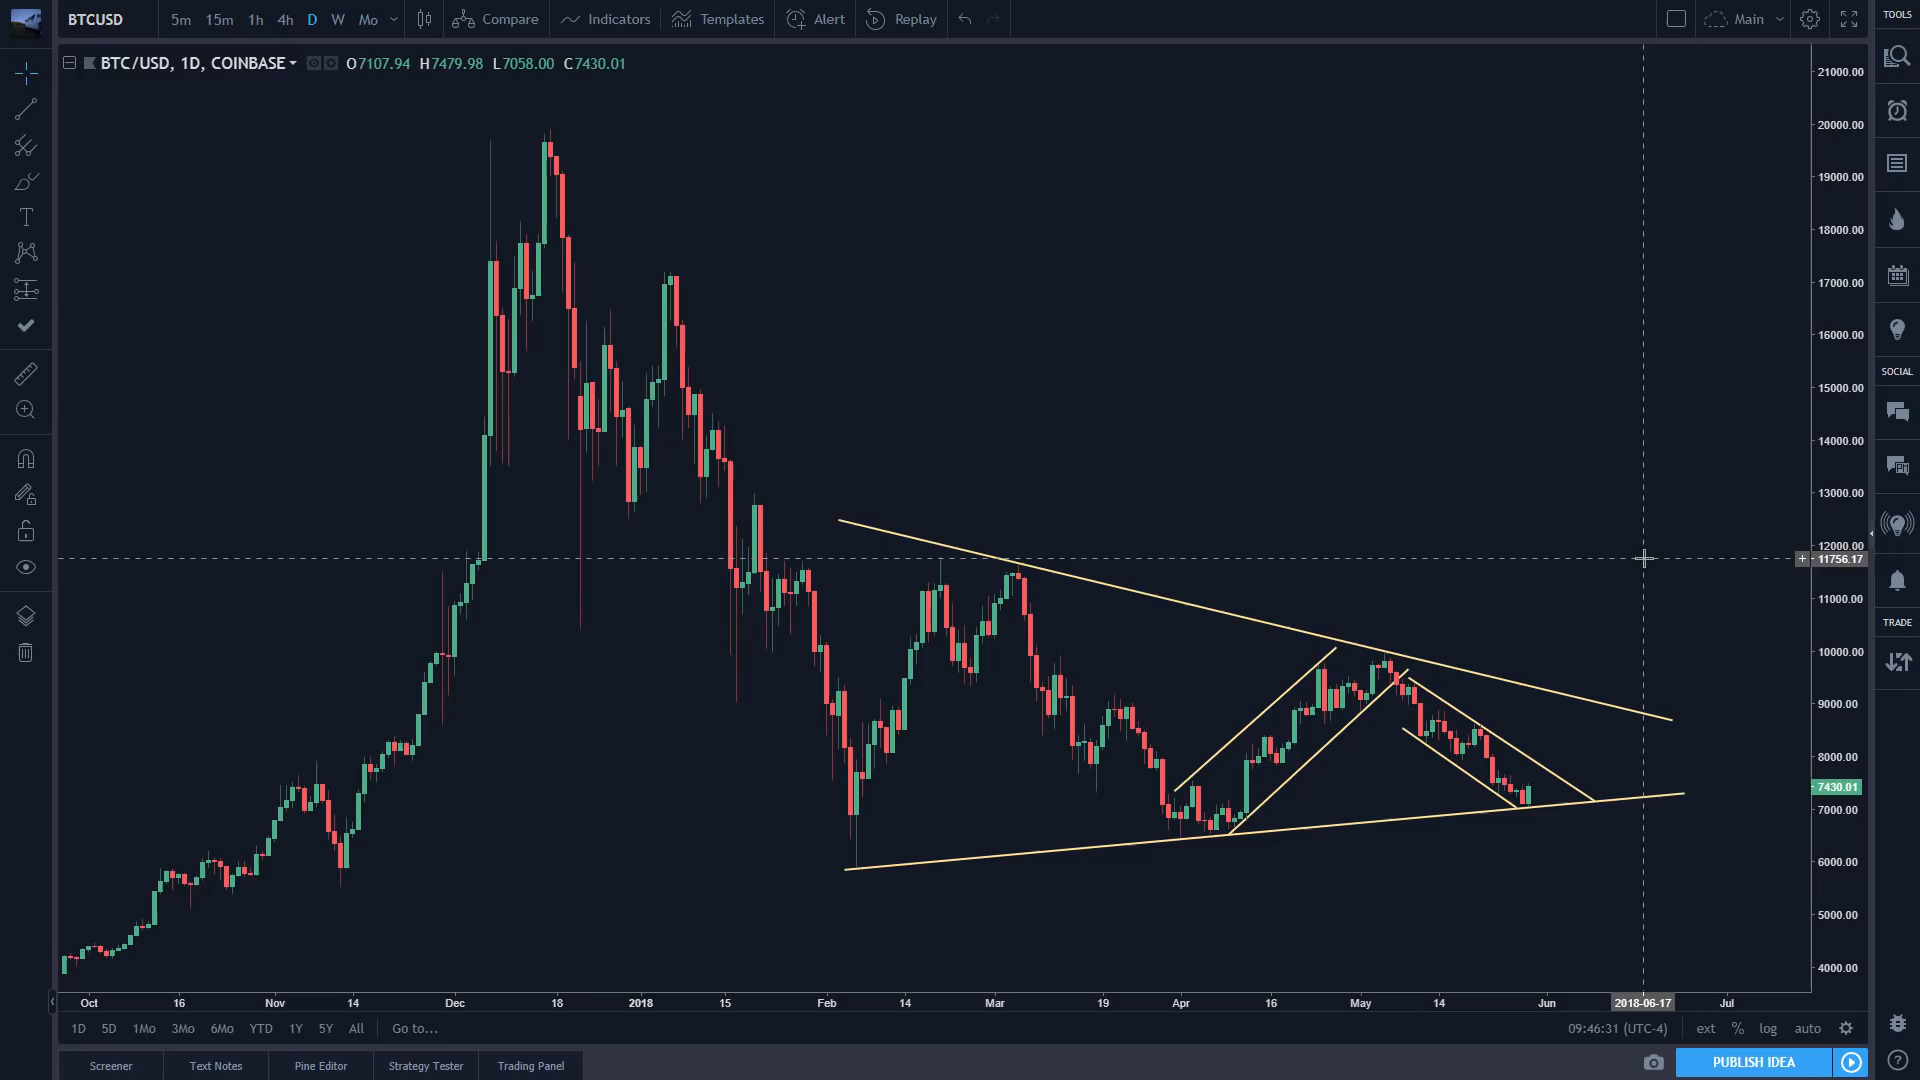 BTCUSD 5m 15m 1h 4h D W Mo Compare Indicators Templates Alert Replay Main
TOOLS
BTC/USD, 1D, COINBASE O7107.94 H7479.98 L7058.00 C7430.01
21000.00
20000.00
19000.00
18000.00
17000.00
16000.00
15000.00
SOCIAL
14000.00
13000.00
12000.00
+ 11756.17
11000.00
TRADE
10000.00
9000.00
8000.00
7430.01
7000.00
6000.00
5000.00
4000.00
Oct 16 Nov 14 Dec 18 2018 15 Feb 14 Mar 19 Apr 16 May 14 Jun 2018-06-17 Jul
1D 5D 1Mo 3Mo 6Mo YTD 1Y 5Y All Go to... 09:46:31 (UTC-4) ext % log auto
Screener Text Notes Pine Editor Strategy Tester Trading Panel PUBLISH IDEA